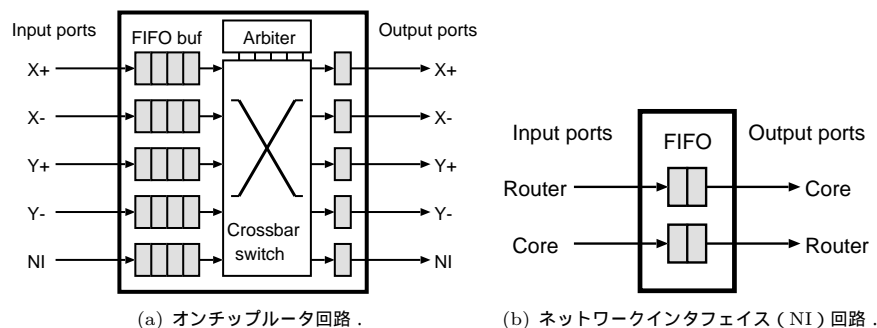 Input ports
FIFO buf
Arbiter
Output ports
X+
X+
X-
X-
Y+
Y+
Y-
Y-
NI
NI
Crossbar
switch
(a) オンチップルータ回路．
Input ports
FIFO
Output ports
Router
Core
Core
Router
(b) ネットワークインタフェイス（NI）回路．